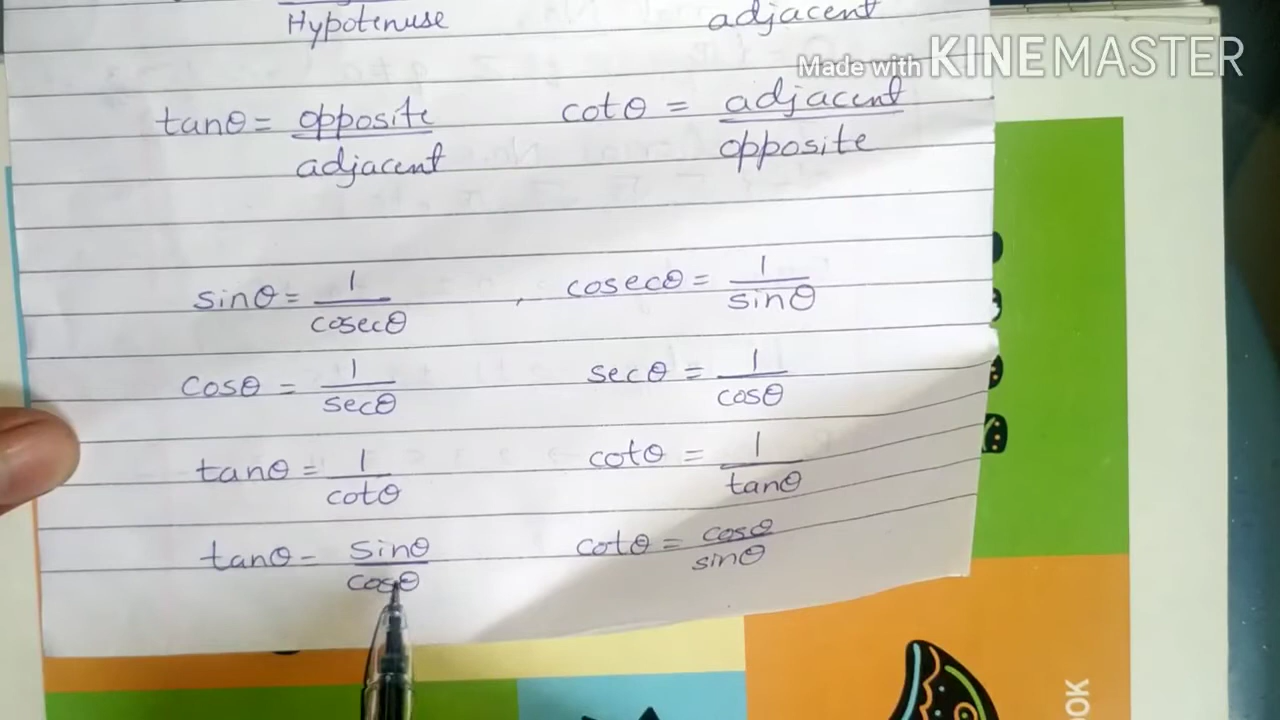 Hypotenuse adjacent
Made with KINEMASTER
tanθ = opposite/adjacent cotθ = adjacent/opposite
sinθ = 1/cosecθ , cosecθ = 1/sinθ
cosθ = 1/secθ secθ = 1/cosθ
tanθ = 1/cotθ cotθ = 1/tanθ
tanθ = sinθ/cosθ cotθ = cosθ/sinθ
OOK